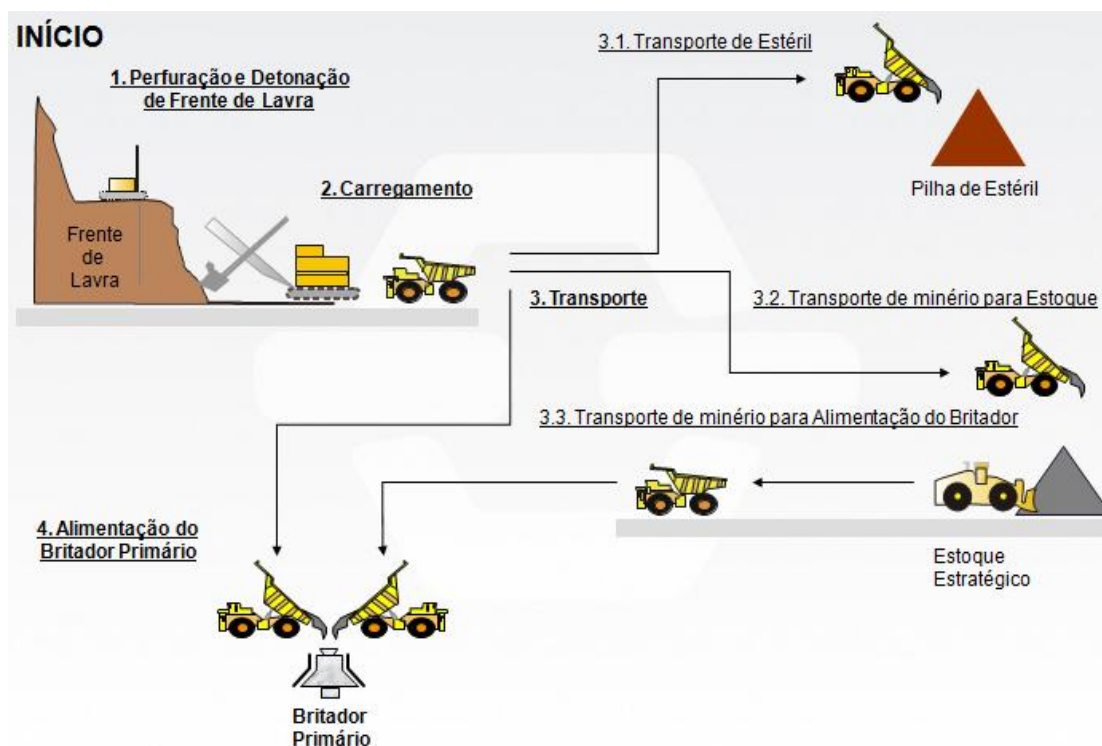 INÍCIO
1. Perfuração e Detonação
de Frente de Lavra
Frente
de
Lavra
2. Carregamento
3. Transporte
3.1. Transporte de Estéril
Pilha de Estéril
3.2. Transporte de minério para Estoque
3.3. Transporte de minério para Alimentação do Britador
Estoque
Estratégico
4. Alimentação do
Britador Primário
Britador
Primário